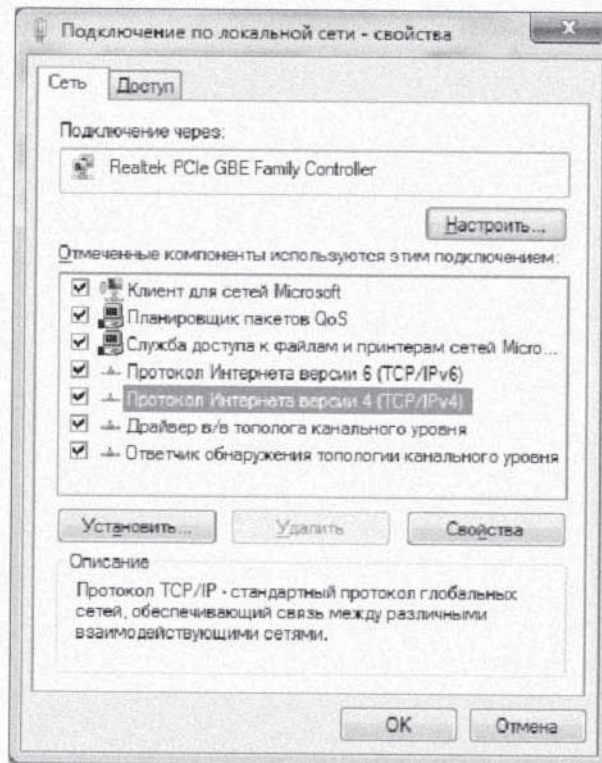 Подключение по локальной сети - свойства
Сеть
Доступ
Подключение через:
Realtek PCIe GBE Family Controller
Настроить...
Отмеченные компоненты используются этим подключением:
Клиент для сетей Microsoft
Планировщик пакетов QoS
Служба доступа к файлам и принтерам сетей Micro...
Протокол Интернета версии 6 (TCP/IPv6)
Протокол Интернета версии 4 (TCP/IPv4)
Драйвер в/в тополога канального уровня
Ответчик обнаружения топологии канального уровня
Установить...
Удалить
Свойства
Описание
Протокол TCP/IP - стандартный протокол глобальных
сетей, обеспечивающий связь между различными
взаимодействующими сетями.
OK
Отмена